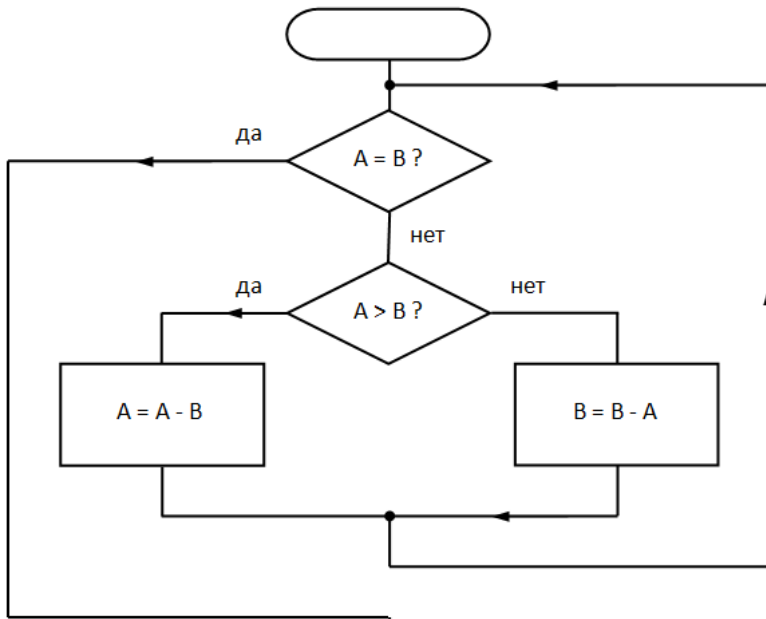 да
A = B ?
нет
да
A > B ?
нет
A = A - B
B = B - A